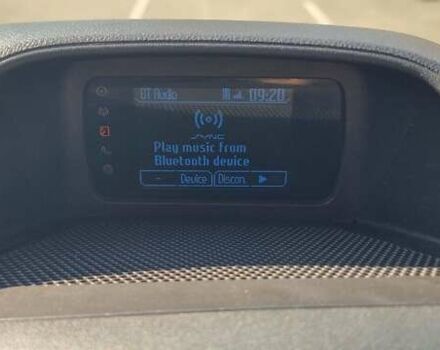 BT Audio 09:20
SYNC
Play music from
Bluetooth device
- Device Discon. ▶